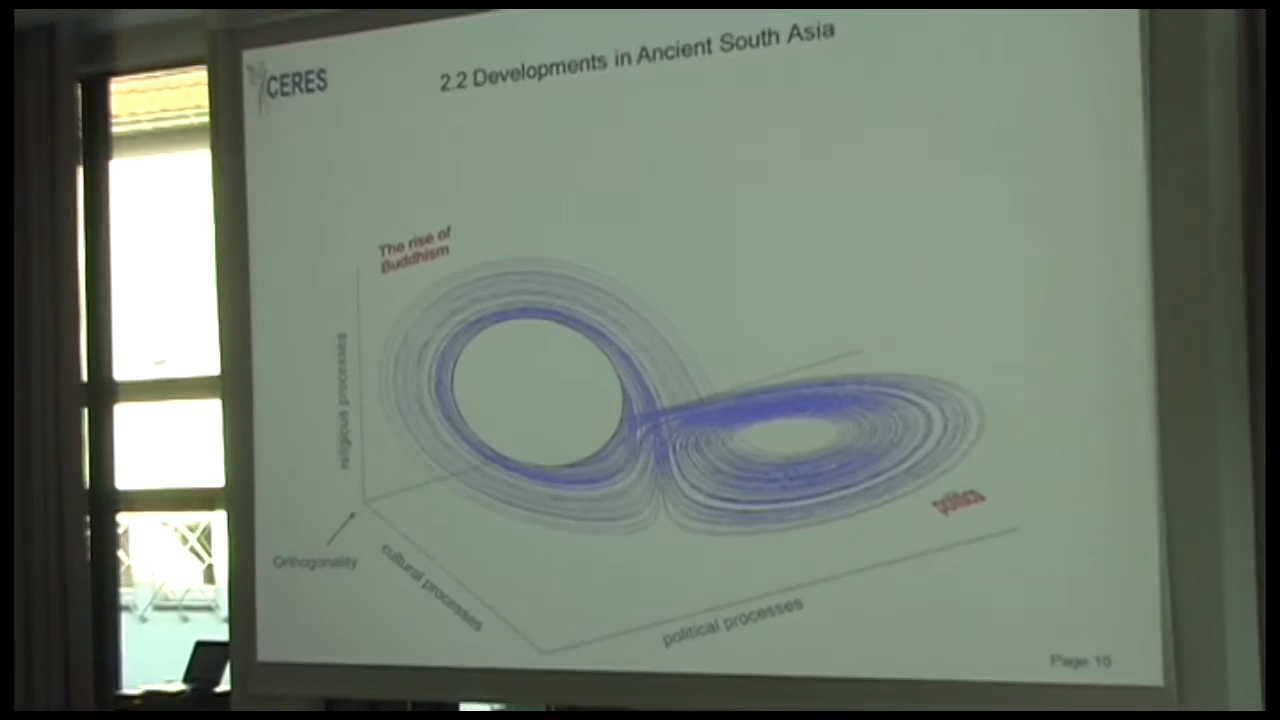 CERES
2.2 Developments in Ancient South Asia
The rise of
Buddhism
religious processes
politics
Orthogonality
cultural processes
political processes
Page 10